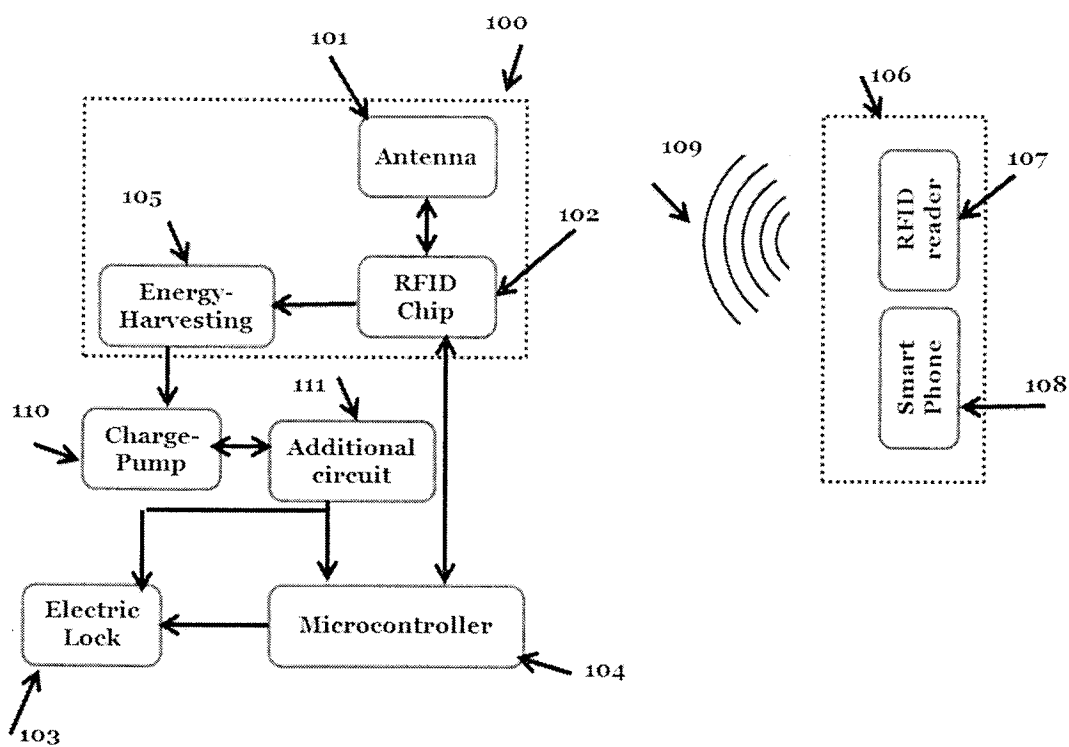 100
101
106
Antenna
109
107
RFID
reader
105
102
Energy-
Harvesting
RFID
Chip
Smart
Phone
108
111
110
Charge-
Pump
Additional
circuit
Electric
Lock
Microcontroller
104
103